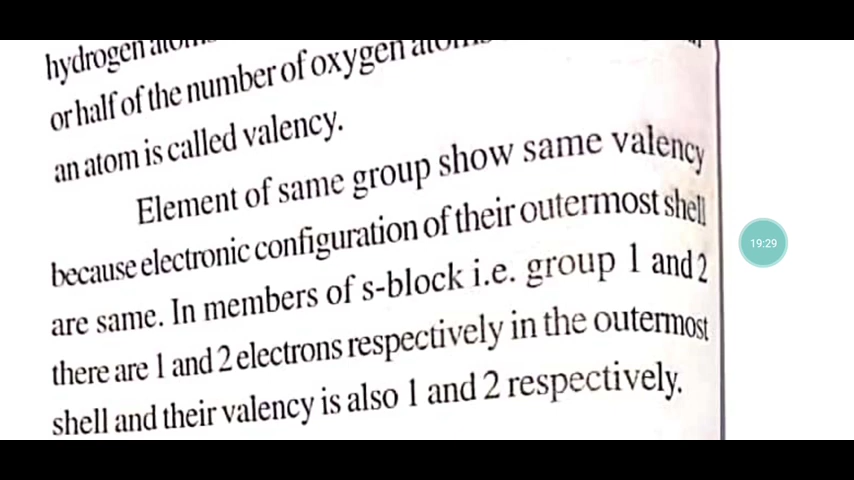 hydrogen atoms
or half of the number of oxygen atoms
an atom is called valency.
Element of same group show same valency
because electronic configuration of their outermost shell
are same. In members of s-block i.e. group 1 and 2
there are 1 and 2 electrons respectively in the outermost
shell and their valency is also 1 and 2 respectively.
19:29